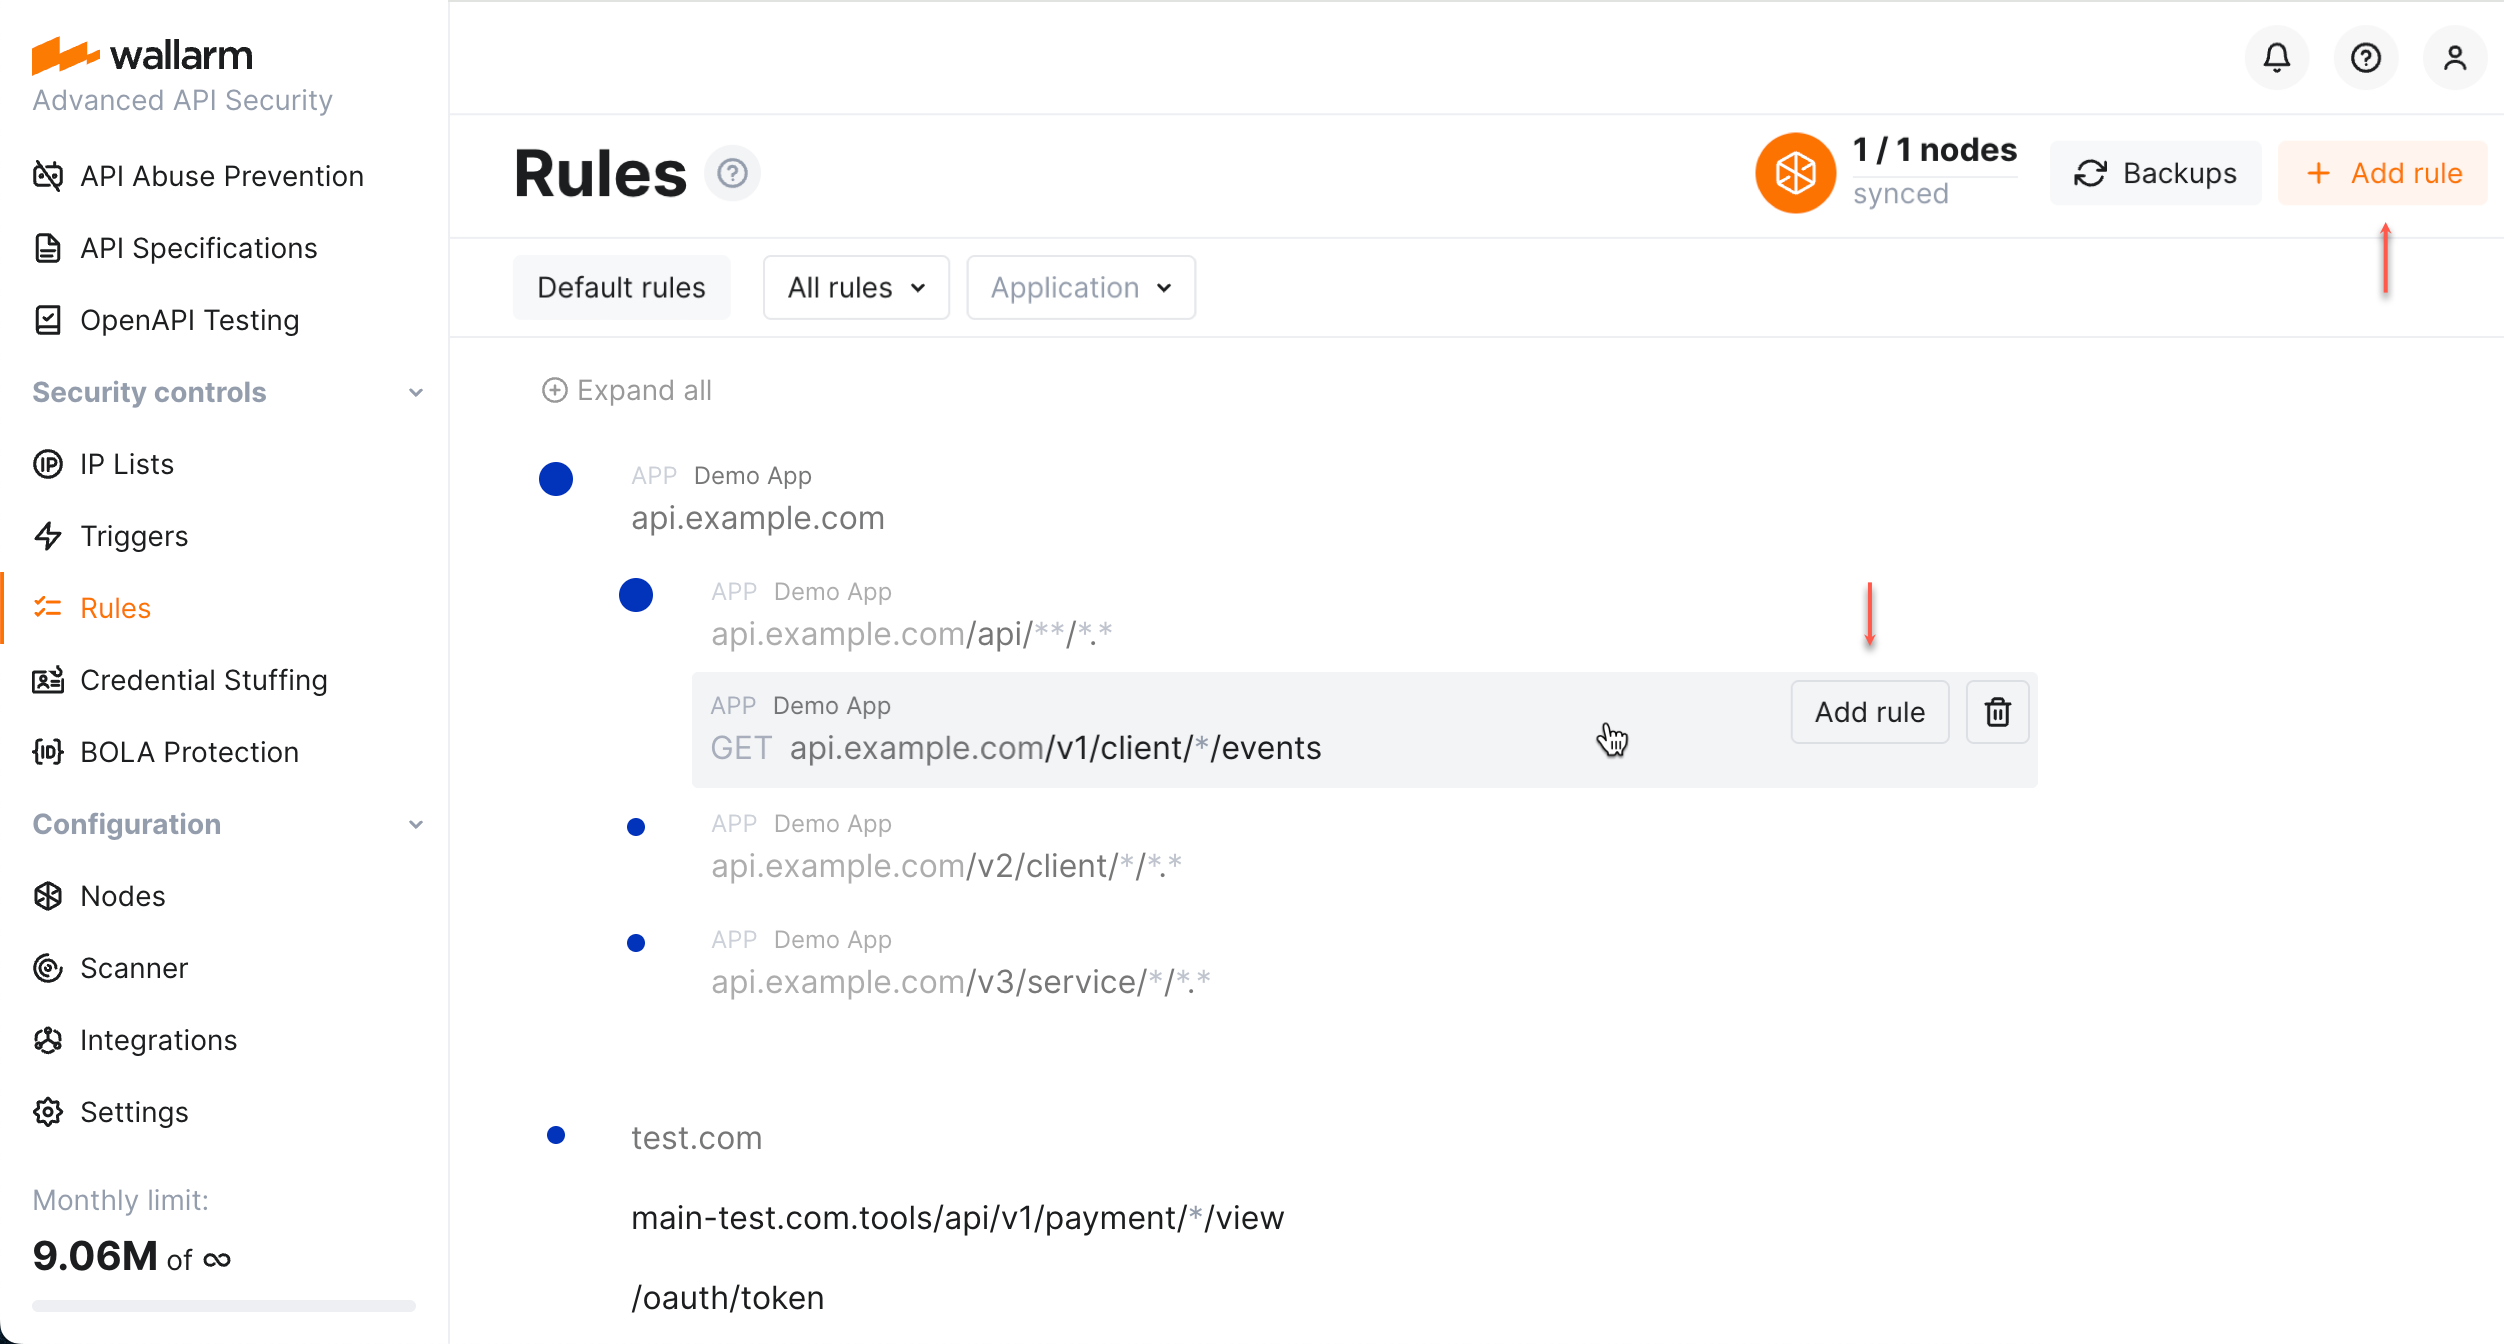 wallarm
Advanced API Security
API Abuse Prevention
API Specifications
OpenAPI Testing
Security controls
IP Lists
Triggers
Rules
Credential Stuffing
BOLA Protection
Configuration
Nodes
Scanner
Integrations
Settings
Monthly limit:
9.06M of ∞
Rules
1 / 1 nodes
synced
Backups
+ Add rule
Default rules
All rules
Application
Expand all
APP Demo App
api.example.com
APP Demo App
api.example.com/api/**/*.*
APP Demo App
GET api.example.com/v1/client/*/events
Add rule
APP Demo App
api.example.com/v2/client/*/*.*
APP Demo App
api.example.com/v3/service/*/*.*
test.com
main-test.com.tools/api/v1/payment/*/view
/oauth/token